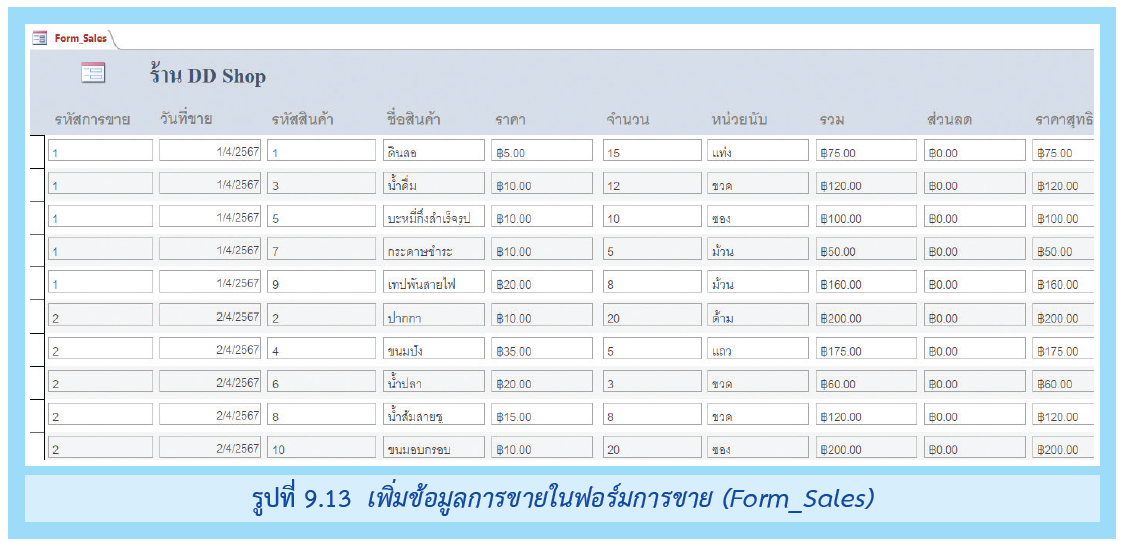 Form_Sales
ร้าน DD Shop
รหัสการขาย วันที่ขาย รหัสสินค้า ชื่อสินค้า ราคา จำนวน หน่วยนับ รวม ส่วนลด ราคาสุทธิ
1 1/4/2567 1 ดินสอ ฿5.00 15 แท่ง ฿75.00 ฿0.00 ฿75.00
1 1/4/2567 3 น้ำดื่ม ฿10.00 12 ขวด ฿120.00 ฿0.00 ฿120.00
1 1/4/2567 5 บะหมี่กึ่งสำเร็จรูป ฿10.00 10 ซอง ฿100.00 ฿0.00 ฿100.00
1 1/4/2567 7 กระดาษชำระ ฿10.00 5 ม้วน ฿50.00 ฿0.00 ฿50.00
1 1/4/2567 9 เทปพันสายไฟ ฿20.00 8 ม้วน ฿160.00 ฿0.00 ฿160.00
2 2/4/2567 2 ปากกา ฿10.00 20 ด้าม ฿200.00 ฿0.00 ฿200.00
2 2/4/2567 4 ขนมปัง ฿35.00 5 แถว ฿175.00 ฿0.00 ฿175.00
2 2/4/2567 6 น้ำปลา ฿20.00 3 ขวด ฿60.00 ฿0.00 ฿60.00
2 2/4/2567 8 น้ำส้มสายชู ฿15.00 8 ขวด ฿120.00 ฿0.00 ฿120.00
2 2/4/2567 10 ขนมอบกรอบ ฿10.00 20 ซอง ฿200.00 ฿0.00 ฿200.00
รูปที่ 9.13 เพิ่มข้อมูลการขายในฟอร์มการขาย (Form_Sales)